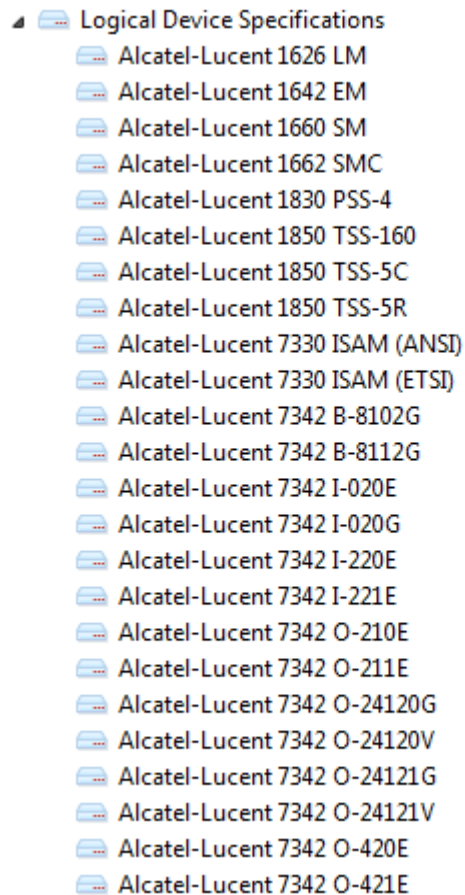 Logical Device Specifications
Alcatel-Lucent 1626 LM
Alcatel-Lucent 1642 EM
Alcatel-Lucent 1660 SM
Alcatel-Lucent 1662 SMC
Alcatel-Lucent 1830 PSS-4
Alcatel-Lucent 1850 TSS-160
Alcatel-Lucent 1850 TSS-5C
Alcatel-Lucent 1850 TSS-5R
Alcatel-Lucent 7330 ISAM (ANSI)
Alcatel-Lucent 7330 ISAM (ETSI)
Alcatel-Lucent 7342 B-8102G
Alcatel-Lucent 7342 B-8112G
Alcatel-Lucent 7342 I-020E
Alcatel-Lucent 7342 I-020G
Alcatel-Lucent 7342 I-220E
Alcatel-Lucent 7342 I-221E
Alcatel-Lucent 7342 O-210E
Alcatel-Lucent 7342 O-211E
Alcatel-Lucent 7342 O-24120G
Alcatel-Lucent 7342 O-24120V
Alcatel-Lucent 7342 O-24121G
Alcatel-Lucent 7342 O-24121V
Alcatel-Lucent 7342 O-420E
Alcatel-Lucent 7342 O-421E